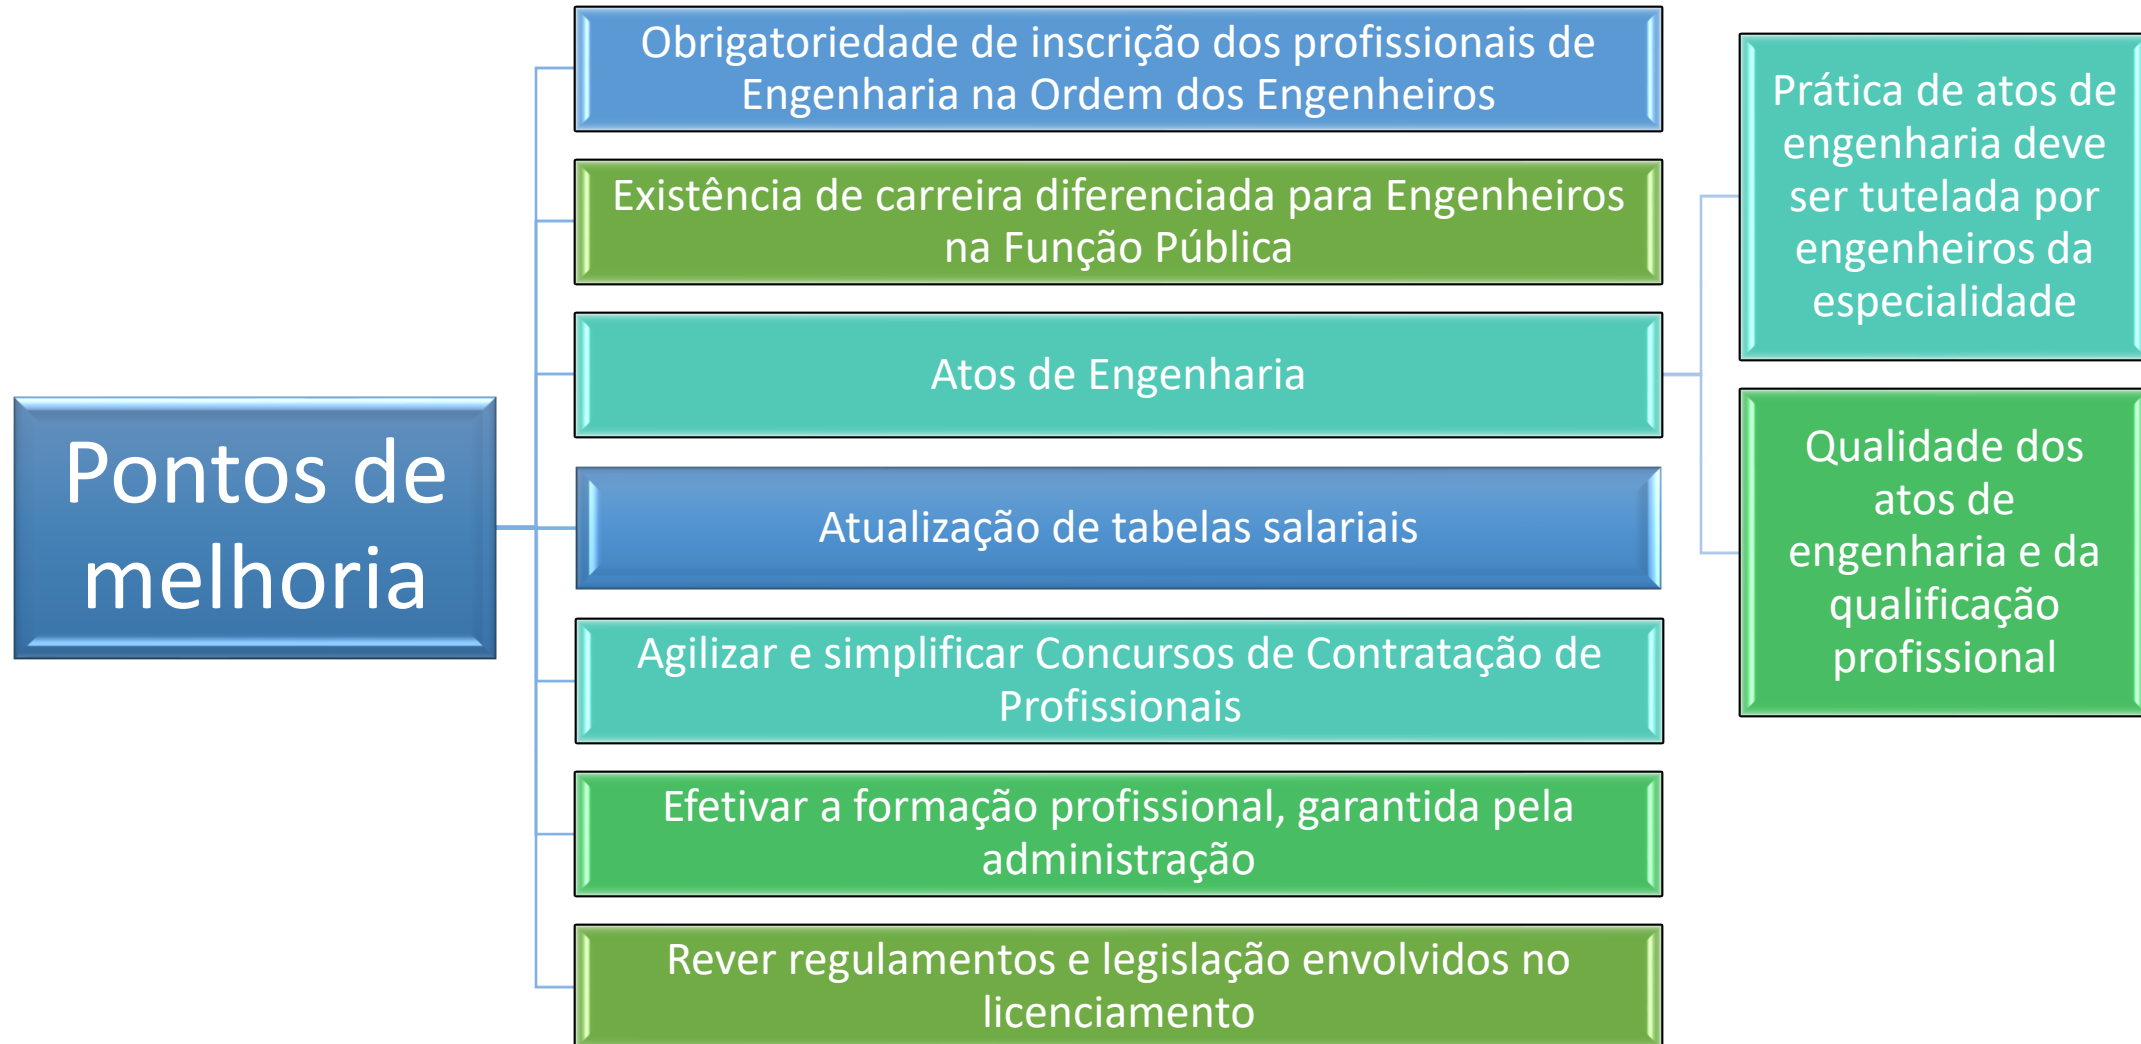 Pontos de
melhoria
Obrigatoriedade de inscrição dos profissionais de
Engenharia na Ordem dos Engenheiros
Existência de carreira diferenciada para Engenheiros
na Função Pública
Atos de Engenharia
Prática de atos de
engenharia deve
ser tutelada por
engenheiros da
especialidade
Qualidade dos
atos de
engenharia e da
qualificação
profissional
Atualização de tabelas salariais
Agilizar e simplificar Concursos de Contratação de
Profissionais
Efetivar a formação profissional, garantida pela
administração
Rever regulamentos e legislação envolvidos no
licenciamento